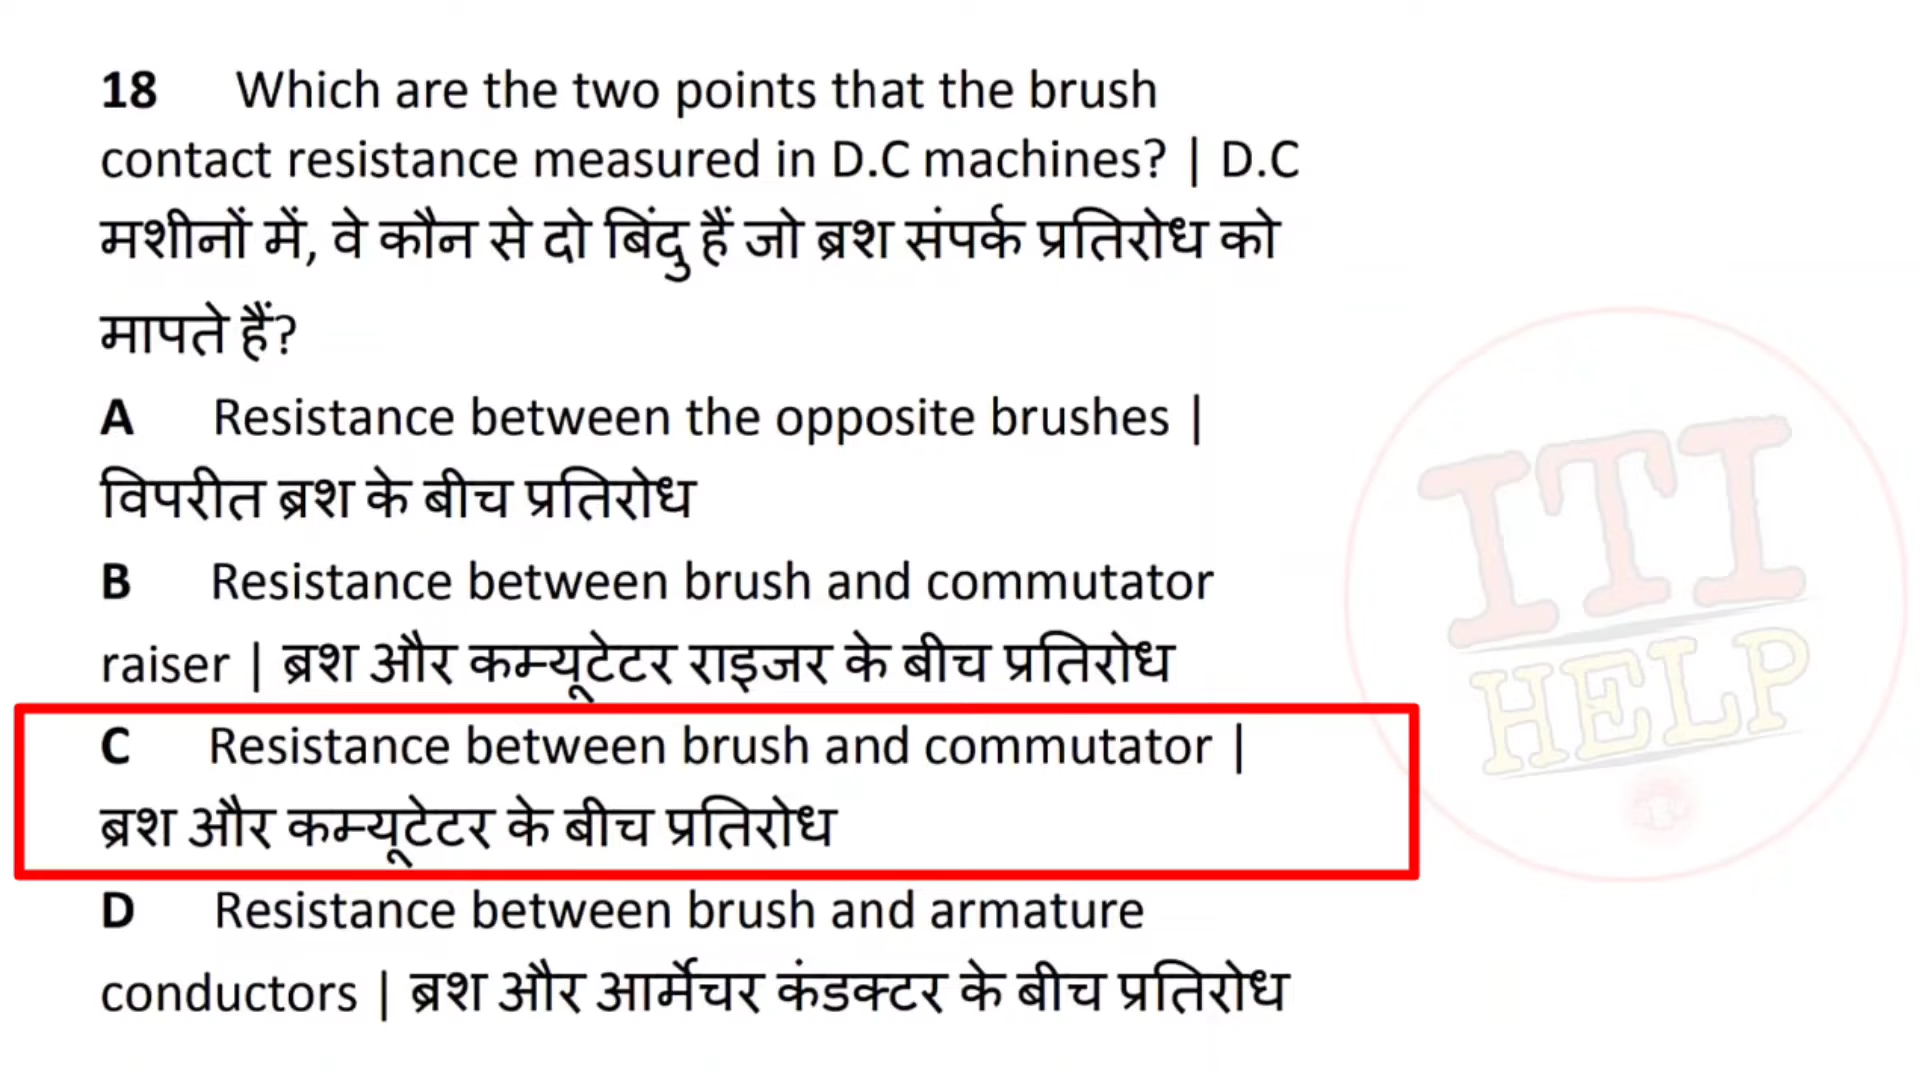 18 Which are the two points that the brush
contact resistance measured in D.C machines? | D.C
मशीनों में, वे कौन से दो बिंदु हैं जो ब्रश संपर्क प्रतिरोध को
मापते हैं?
A Resistance between the opposite brushes |
विपरीत ब्रश के बीच प्रतिरोध
B Resistance between brush and commutator
raiser | ब्रश और कम्यूटेटर राइजर के बीच प्रतिरोध
C Resistance between brush and commutator |
ब्रश और कम्यूटेटर के बीच प्रतिरोध
D Resistance between brush and armature
conductors | ब्रश और आर्मेचर कंडक्टर के बीच प्रतिरोध
ITI
HELP